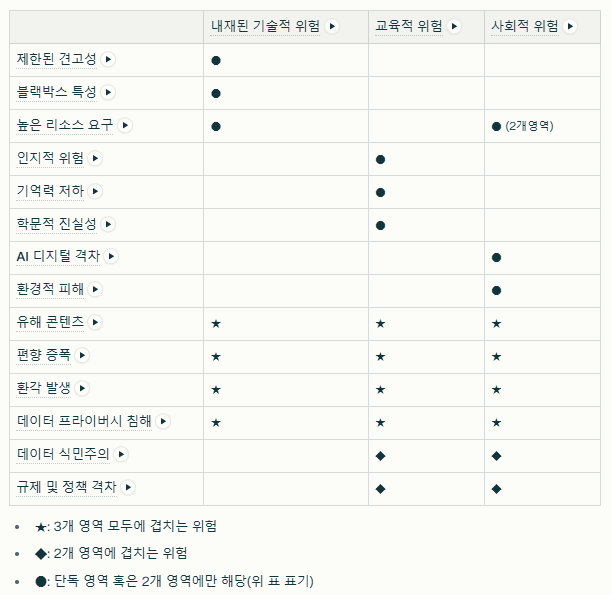 내재된 기술적 위험 교육적 위험 사회적 위험
제한된 견고성 ●
블랙박스 특성 ●
높은 리소스 요구 ● ● (2개영역)
인지적 위험 ●
기억력 저하 ●
학문적 진실성 ●
AI 디지털 격차 ●
환경적 피해 ●
유해 콘텐츠 ★ ★ ★
편향 증폭 ★ ★ ★
환각 발생 ★ ★ ★
데이터 프라이버시 침해 ★ ★ ★
데이터 식민주의 ◆ ◆
규제 및 정책 격차 ◆ ◆
• ★: 3개 영역 모두에 겹치는 위험
• ◆: 2개 영역에 겹치는 위험
• ●: 단독 영역 혹은 2개 영역에만 해당(위 표 표기)